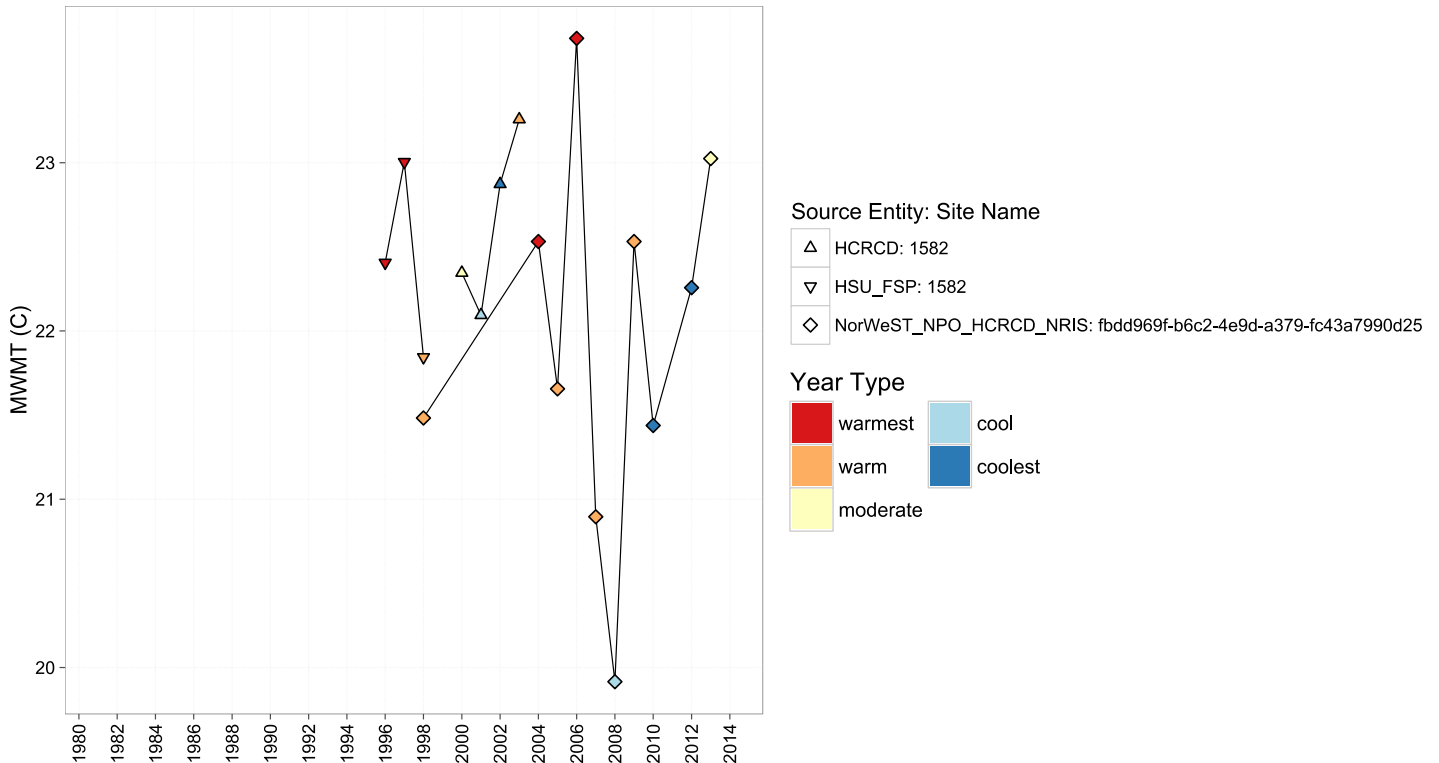 MWMT (C)
23
22
21
20
1980 1982 1984 1986 1988 1990 1992 1994 1996 1998 2000 2002 2004 2006 2008 2010 2012 2014
Source Entity: Site Name
HCRCD: 1582
HSU_FSP: 1582
NorWeST_NPO_HCRCD_NRIS: fbdd969f-b6c2-4e9d-a379-fc43a7990d25
Year Type
warmest cool
warm coolest
moderate